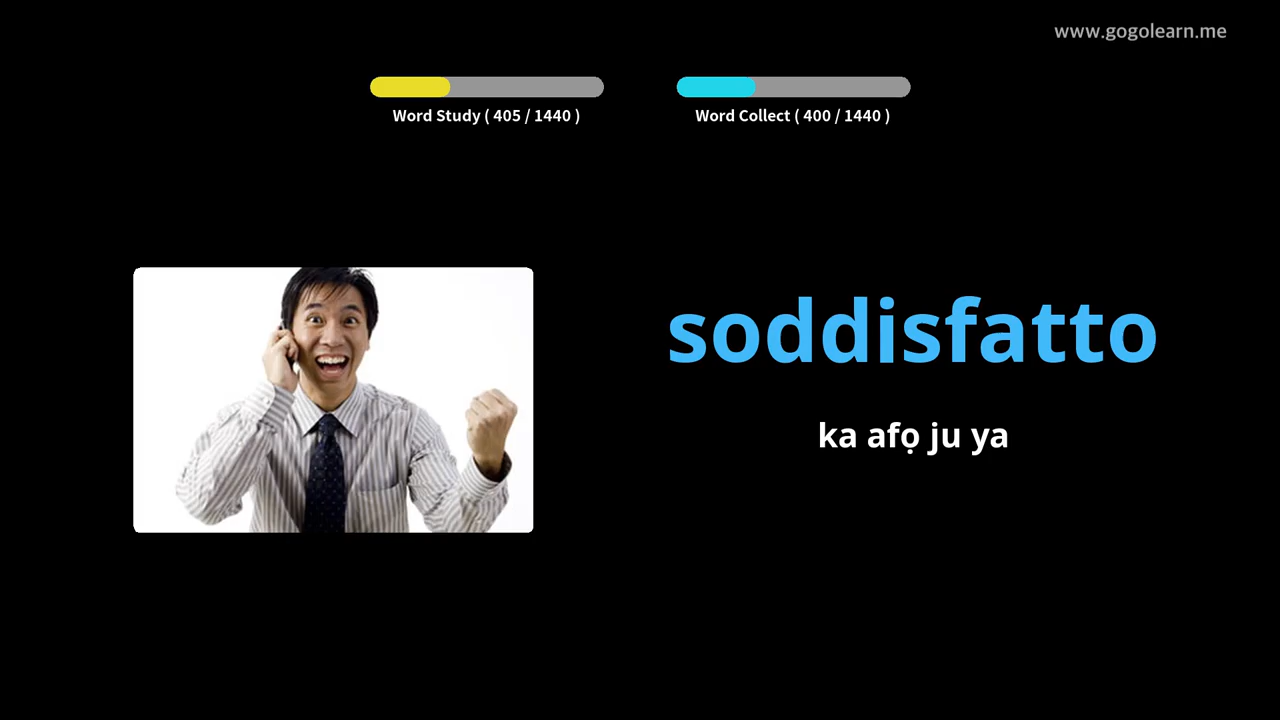 www.gogolearn.me
Word Study ( 405 / 1440 )
Word Collect ( 400 / 1440 )
soddisfatto
ka afọ ju ya